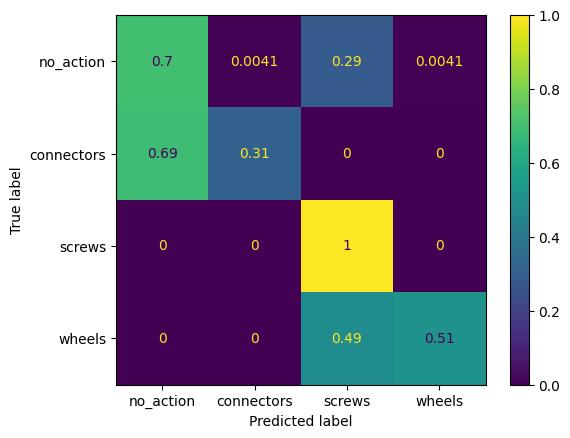 no_action 0.7 0.0041 0.29 0.0041
connectors 0.69 0.31 0 0
screws 0 0 1 0
wheels 0 0 0.49 0.51
no_action connectors screws wheels
Predicted label
True label
1.0
0.8
0.6
0.4
0.2
0.0